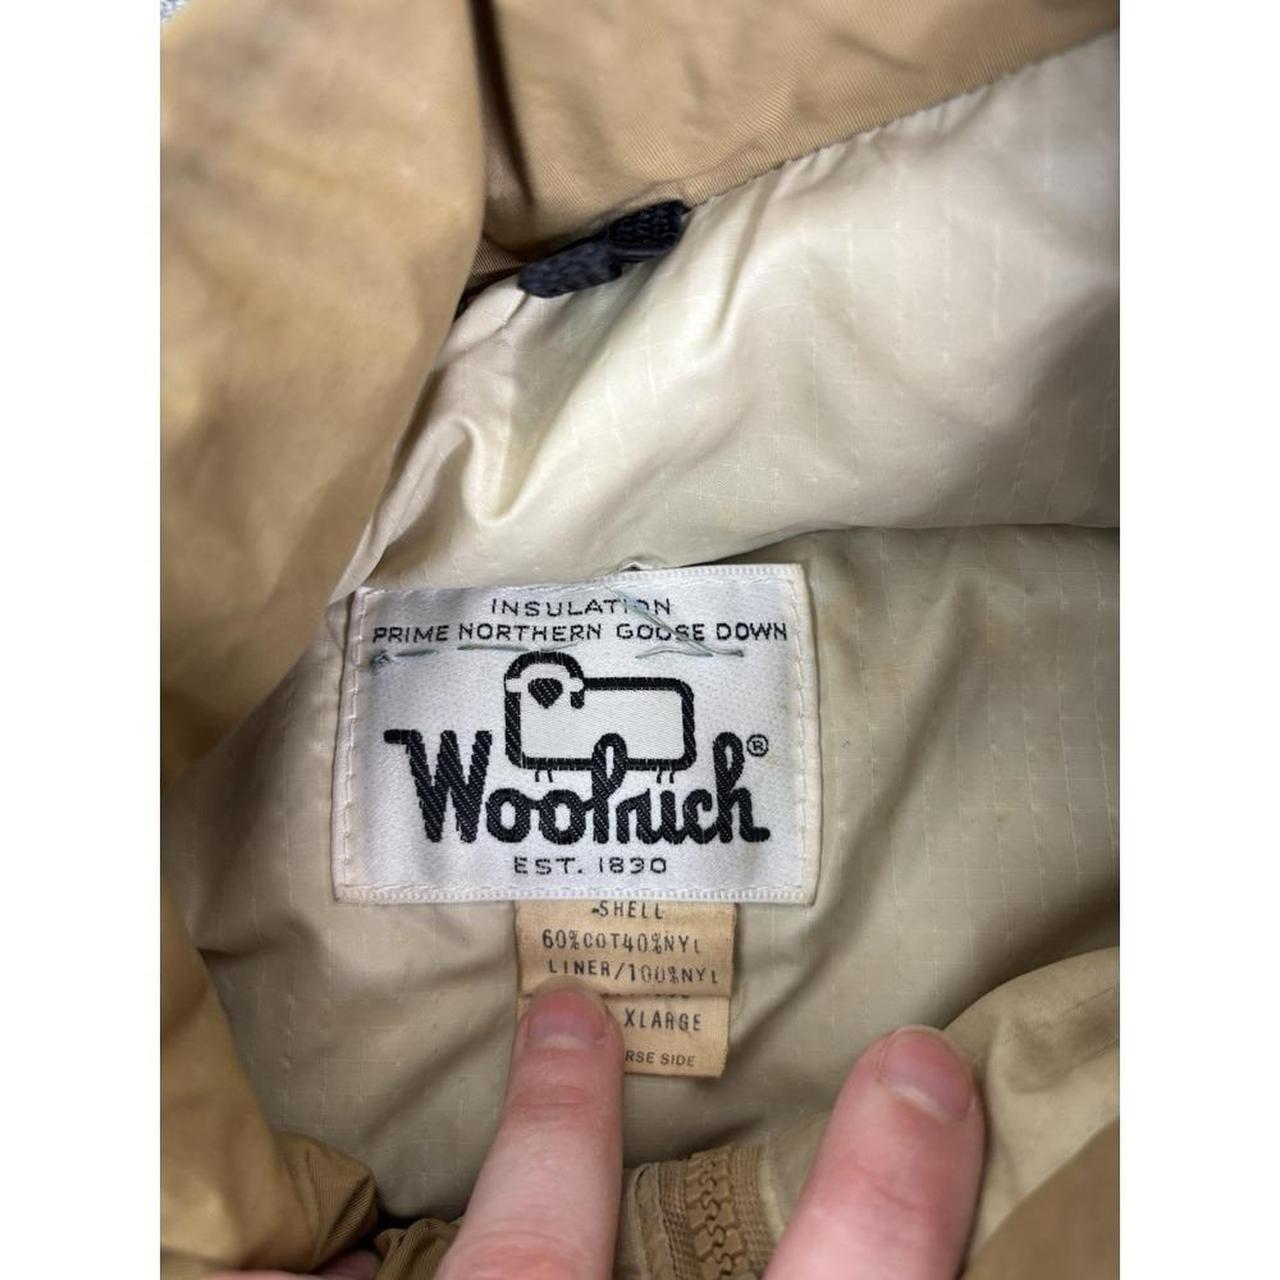 INSULATION
PRIME NORTHERN GOOSE DOWN
Woolrich®
EST. 1830
SHELL
60%COT40%NYL
LINER/100%NYL
XLARGE
RSE SIDE